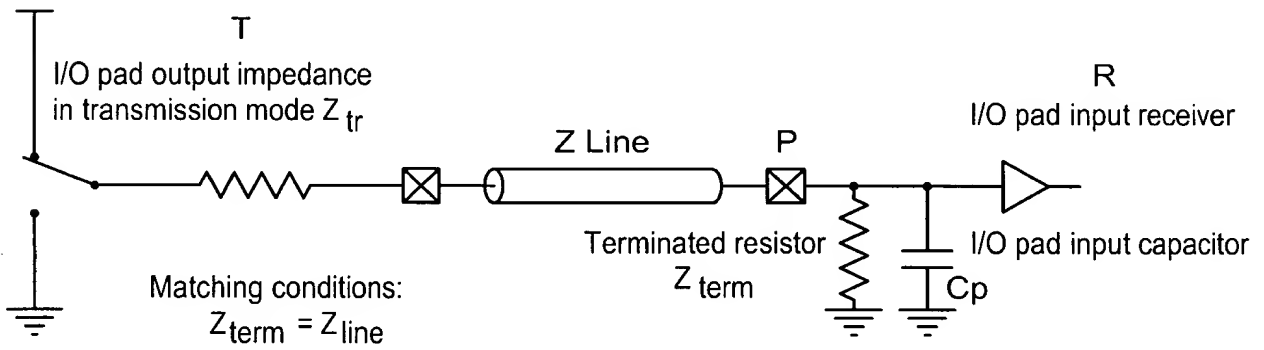 T
I/O pad output impedance
in transmission mode Z tr
R
I/O pad input receiver
Z Line
P
Terminated resistor
Z term
I/O pad input capacitor
Cp
Matching conditions:
Z term = Z line